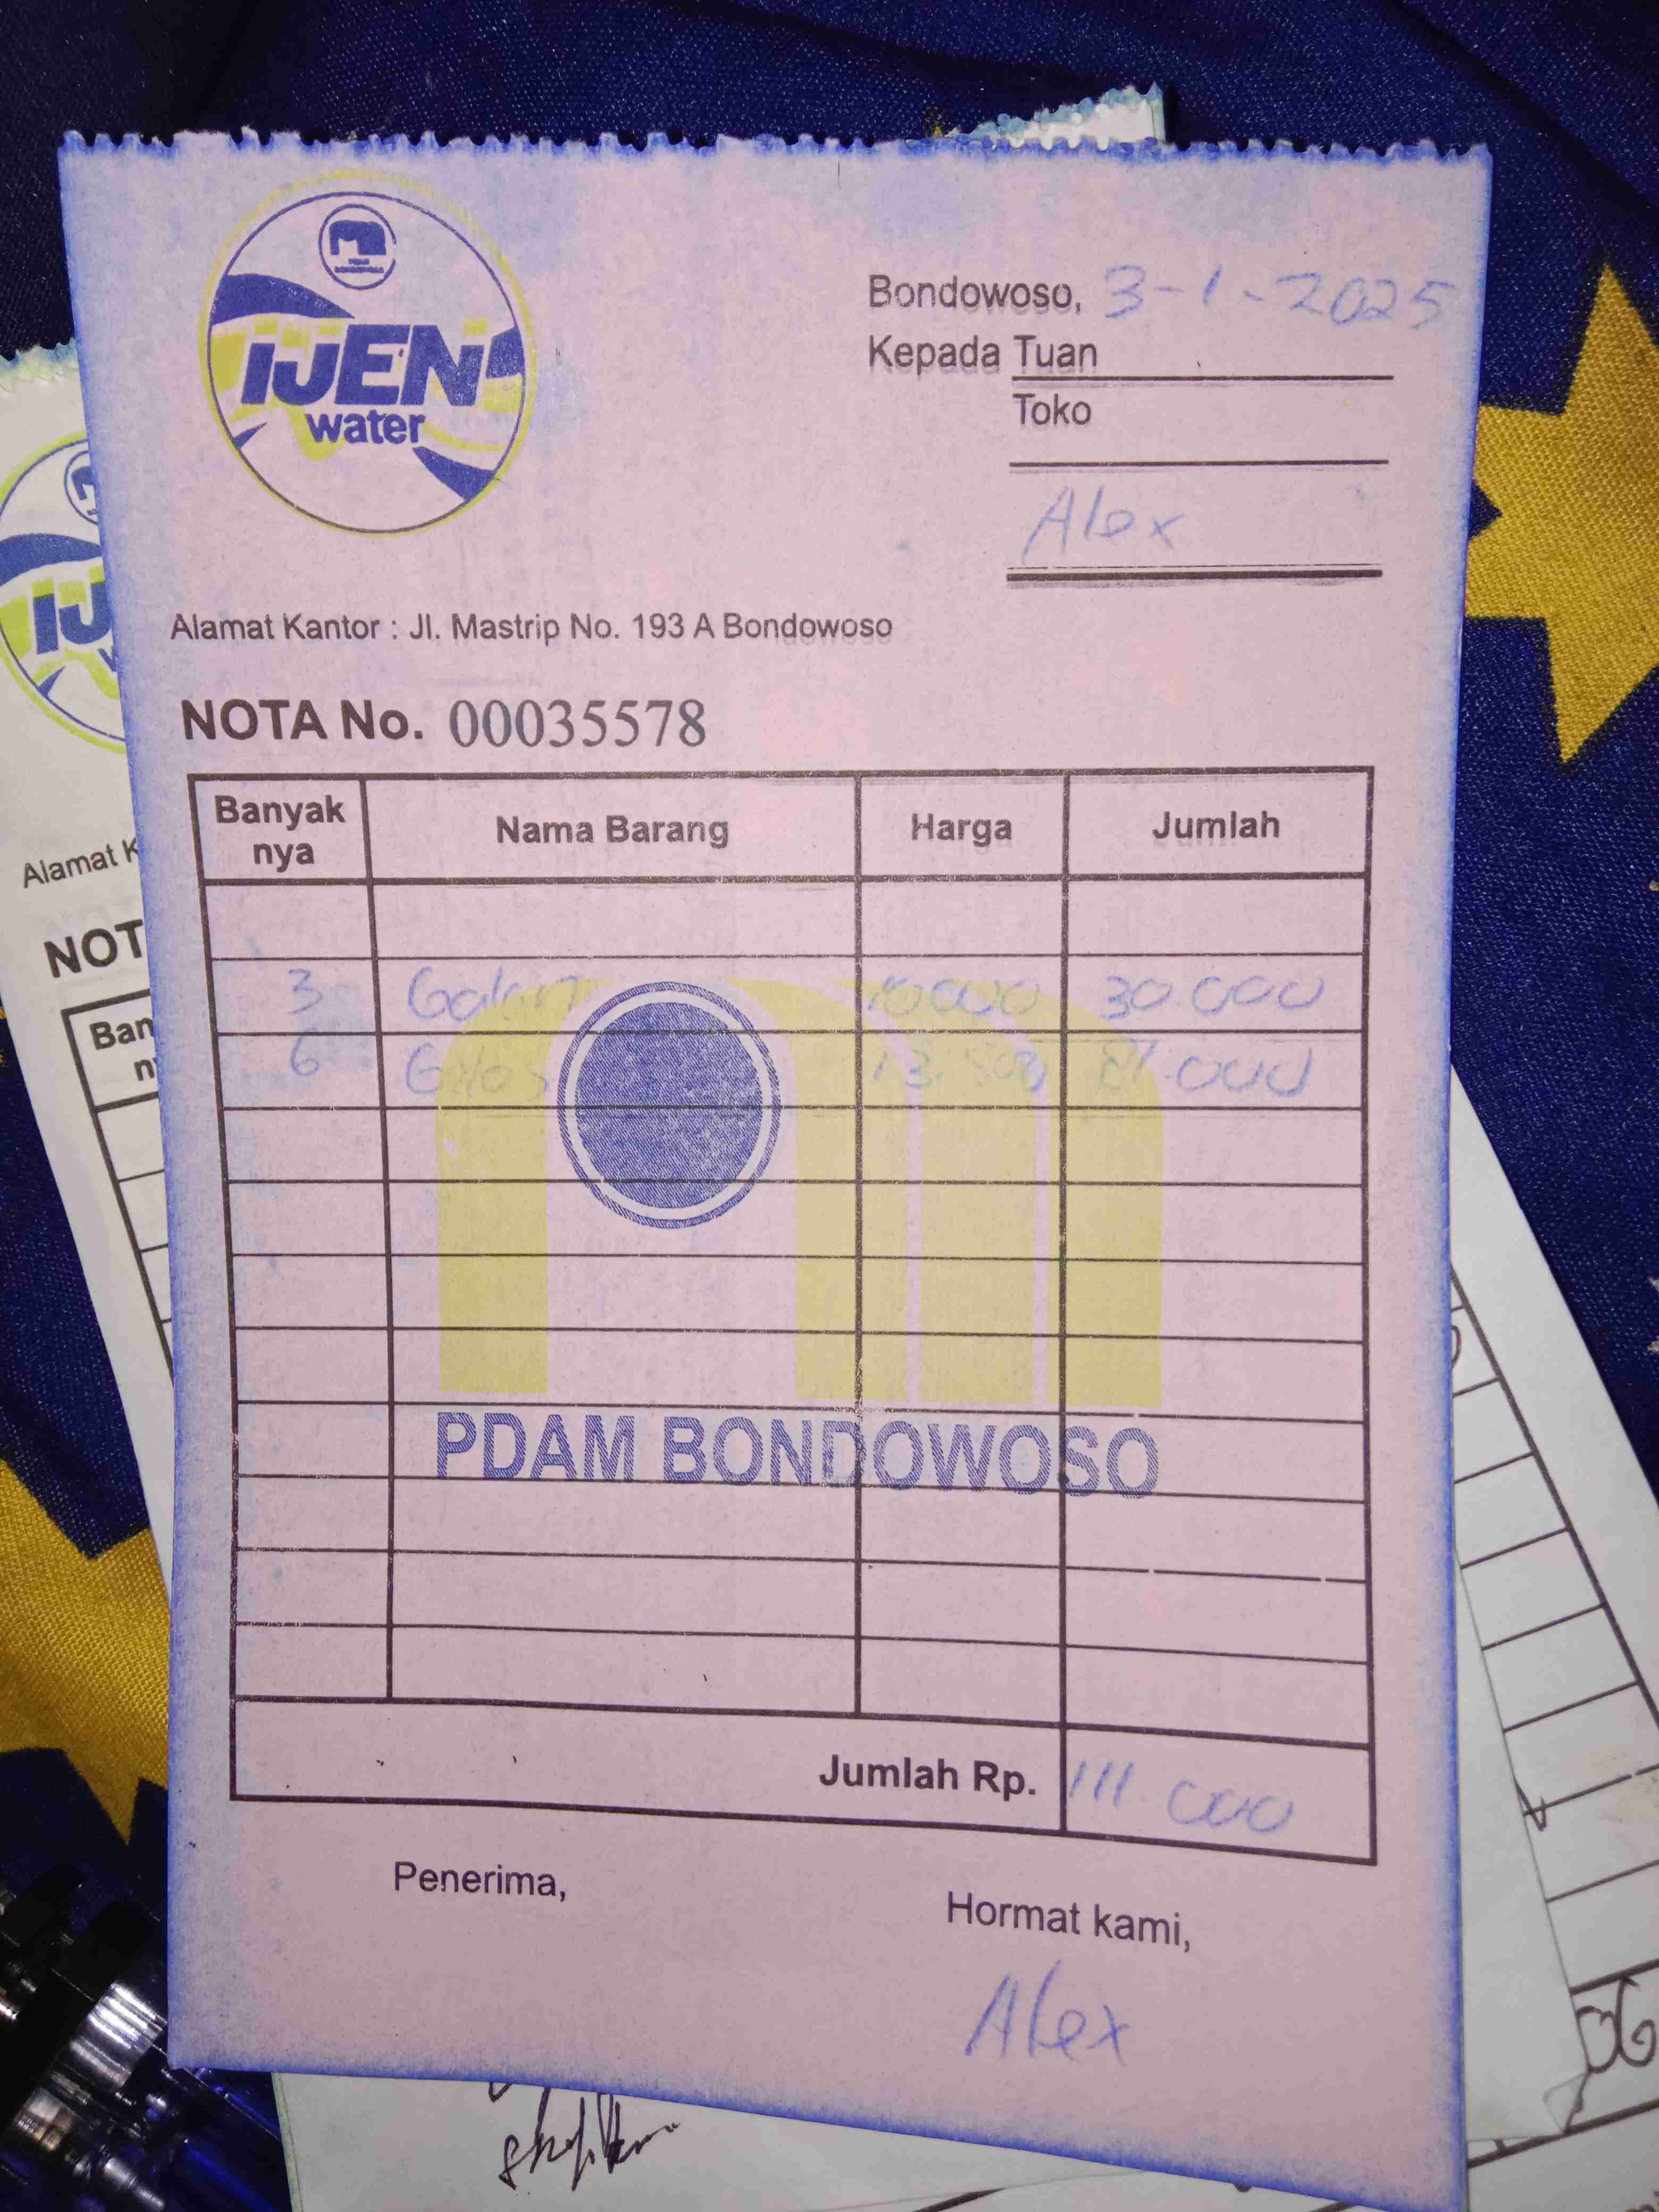 IJEN
water
Bondowoso, 3-1-2025
Kepada Tuan
Toko
Alex
Alamat Kantor : Jl. Mastrip No. 193 A Bondowoso
NOTA No. 00035578
Banyak nya Nama Barang Harga Jumlah
3 Galon 10000 30.000
6 Gelas 13.500 81.000
PDAM BONDOWOSO
Jumlah Rp. 111.000
Penerima,
Hormat kami,
Alex
IJ
Alamat K
NOT
Ban
n